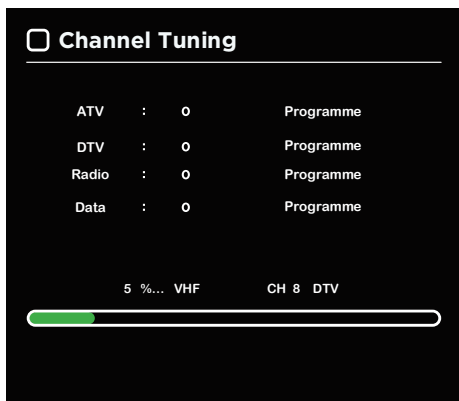 Channel Tuning
ATV : 0 Programme
DTV : 0 Programme
Radio : 0 Programme
Data : 0 Programme
5 %... VHF CH 8 DTV